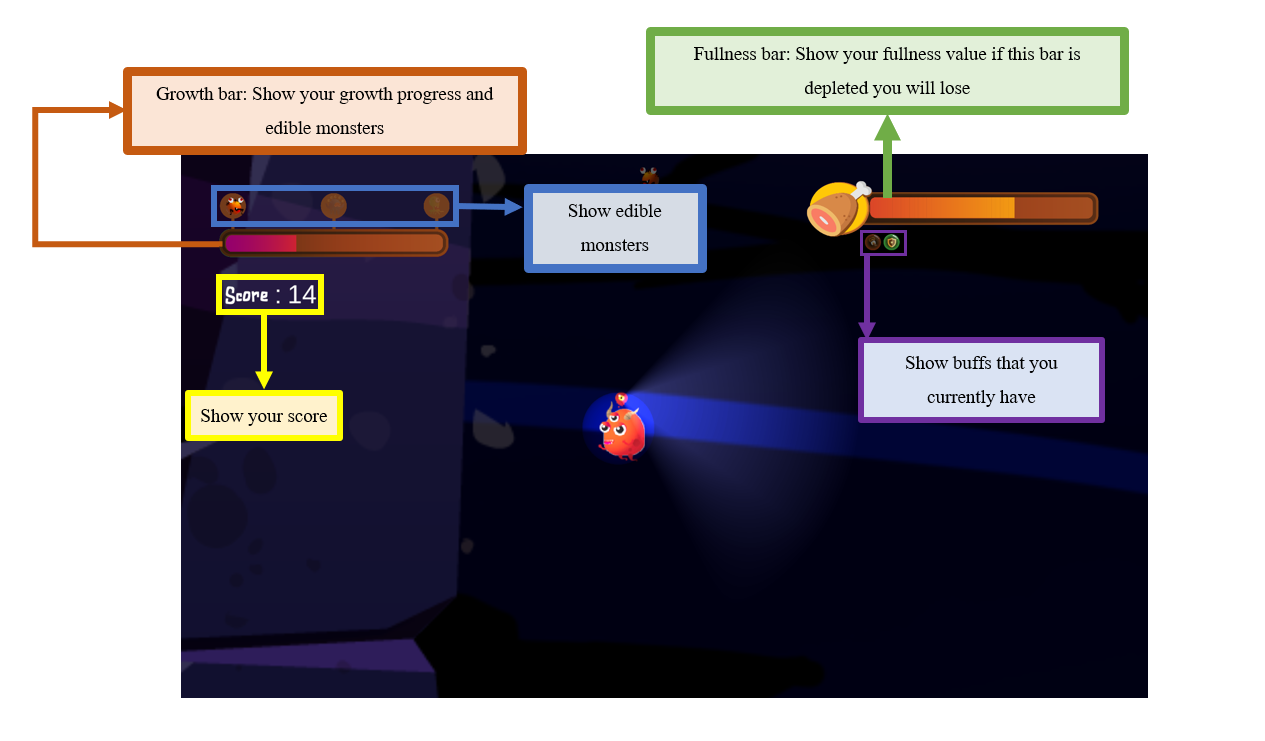 Fullness bar: Show your fullness value if this bar is
depleted you will lose
Growth bar: Show your growth progress and
edible monsters
Show edible
monsters
Score : 14
Show buffs that you
currently have
Show your score